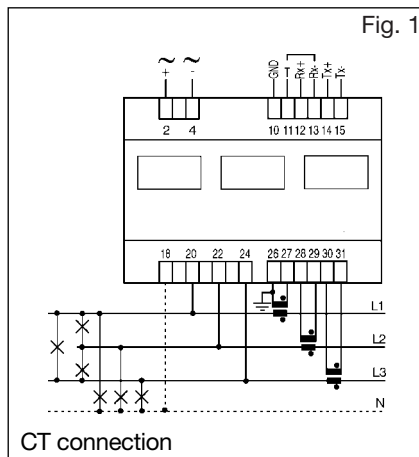 Fig. 1
~ ~
+ -
GND T Rx+ Rx- Tx+ Tx-
2 4 10 11 12 13 14 15
18 20 22 24 26 27 28 29 30 31
L1
L2
L3
N
CT connection